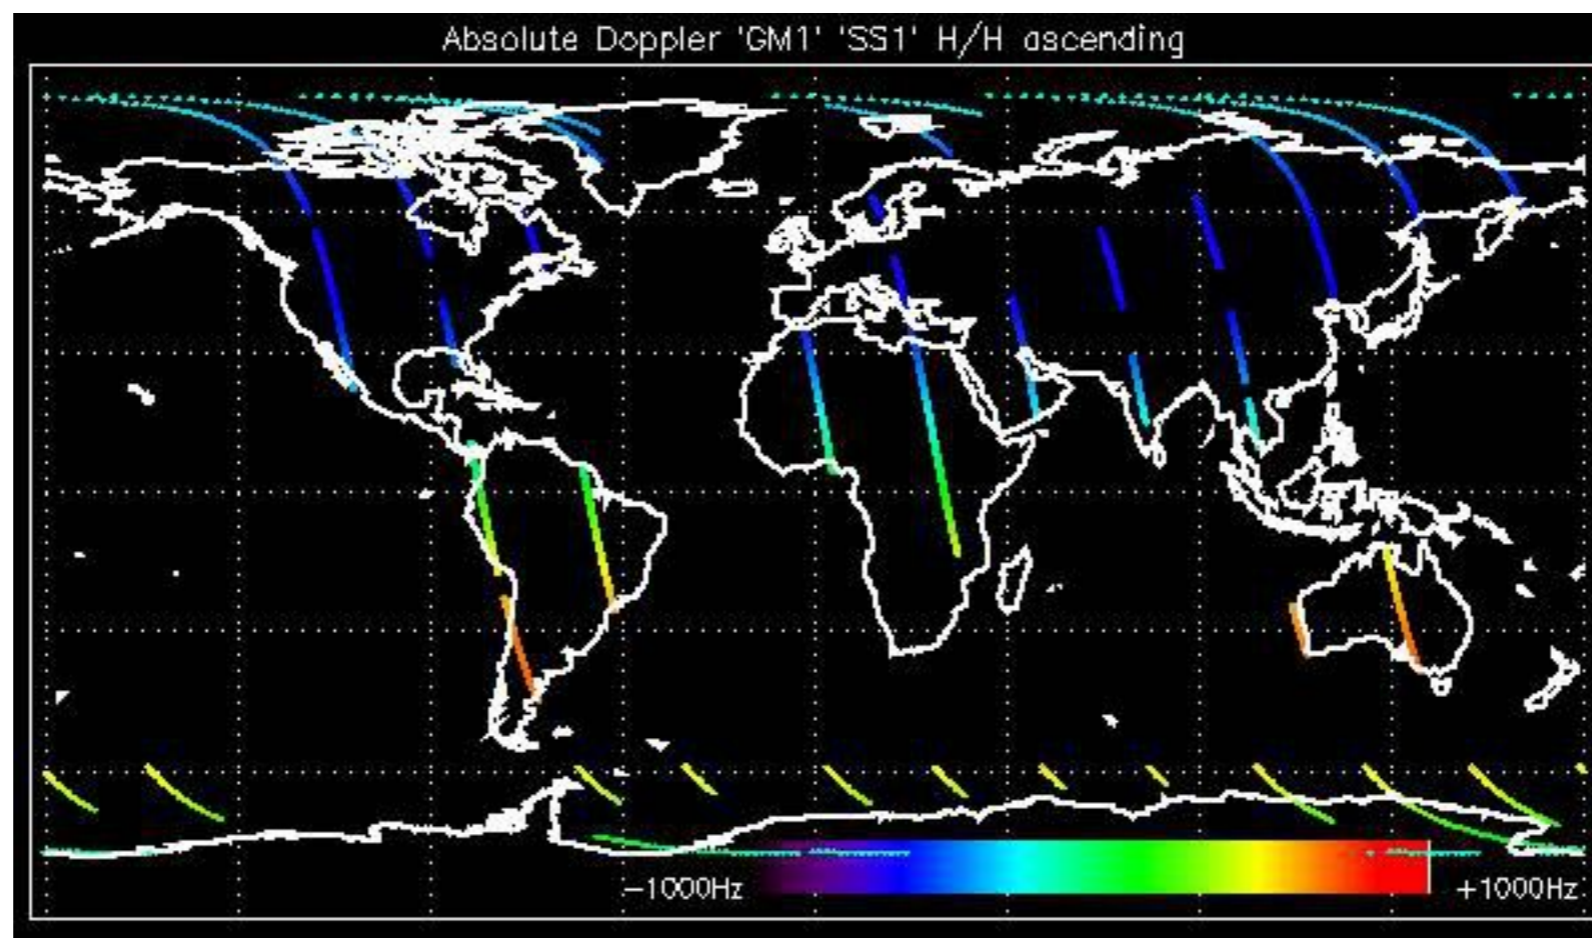 Absolute Doppler 'GM1' 'SS1' H/H ascending
-1000Hz +1000Hz